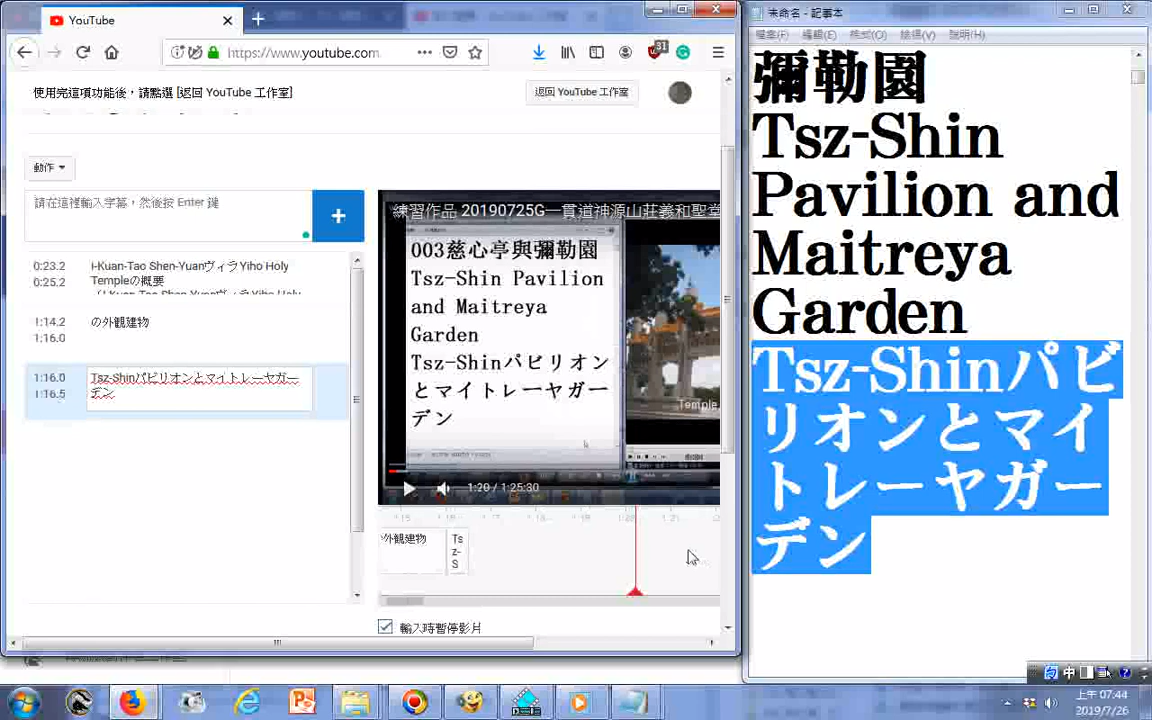 YouTube
https://www.youtube.com
31
使用完這項功能後，請點選 [返回 YouTube 工作室]
返回 YouTube 工作室
動作
請在這裡輸入字幕，然後按 Enter 鍵
+
0:23.2
0:25.2
I-Kuan-Tao Shen-YuanヴィラYiho Holy
Templeの概要
1:14.2
1:16.0
の外観建物
1:16.0
1:16.5
Tsz-Shinパビリオンとマイトレーヤガー
デン
練習作品 20190725G一貫道神源山莊義和聖堂
003慈心亭與彌勒園
Tsz-Shin Pavilion
and Maitreya
Garden
Tsz-Shinパビリオン
とマイトレーヤガー
デン
Temple
1:20 / 1:25:30
外観建物
Ts
z-
S
輸入時暫停影片
未命名 - 記事本
檔案(F) 編輯(E) 格式(O) 檢視(V) 說明(H)
彌勒園
Tsz-Shin
Pavilion and
Maitreya
Garden
Tsz-Shinパビ
リオンとマイ
トレーヤガー
デン
中
上午 07:44
2019/7/26